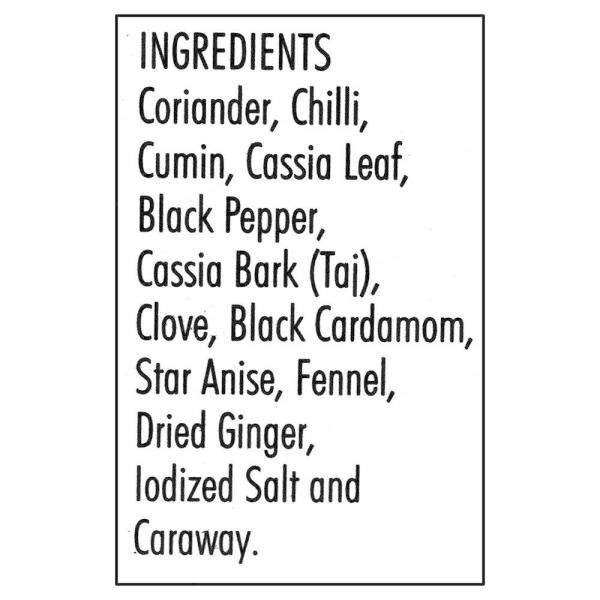 INGREDIENTS
Coriander, Chilli,
Cumin, Cassia Leaf,
Black Pepper,
Cassia Bark (Taj),
Clove, Black Cardamom,
Star Anise, Fennel,
Dried Ginger,
Iodized Salt and
Caraway.